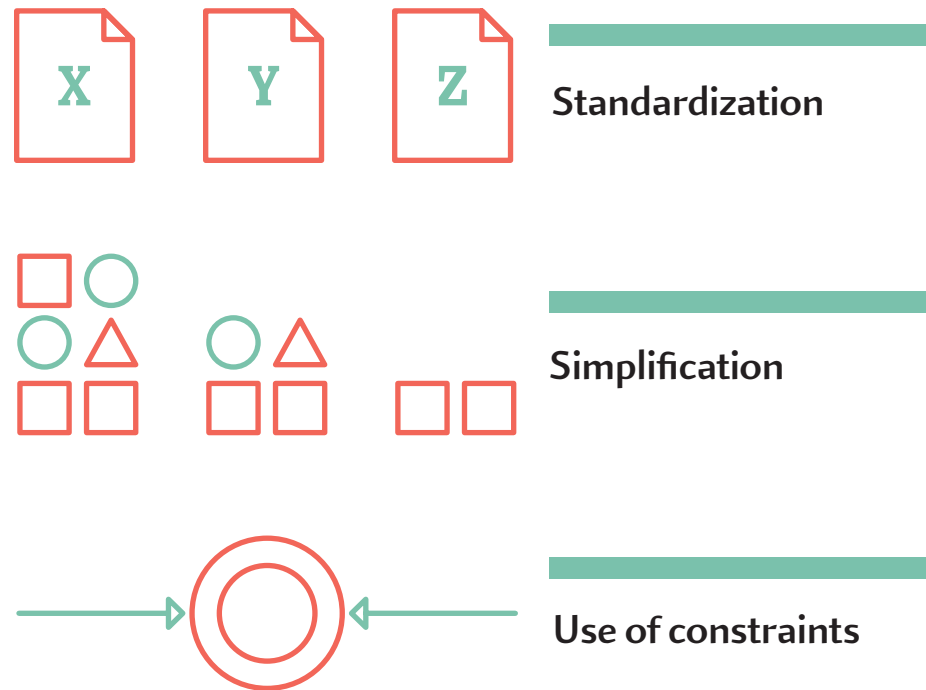 X Y Z
Standardization
Simplification
Use of constraints